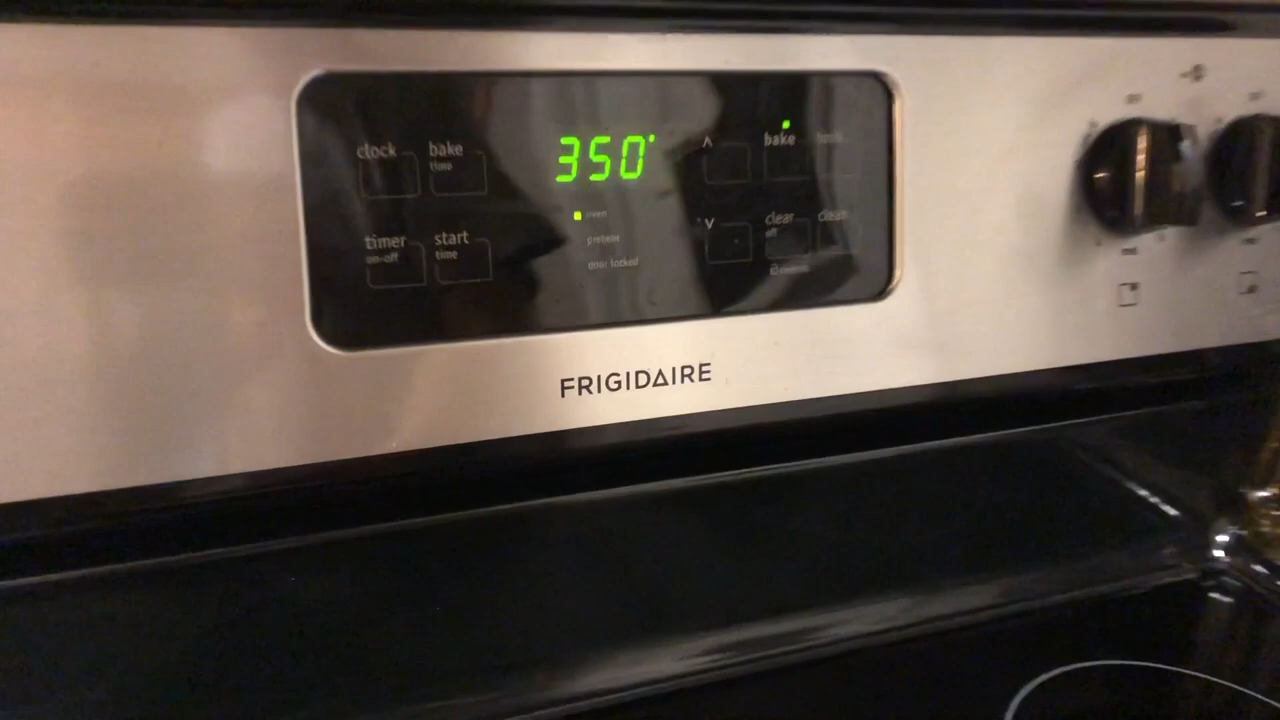 clock
bake
time
350°
^
bake
oven
timer
on-off
start
time
preheat
v
clear
off
clean
door locked
FRIGIDAIRE